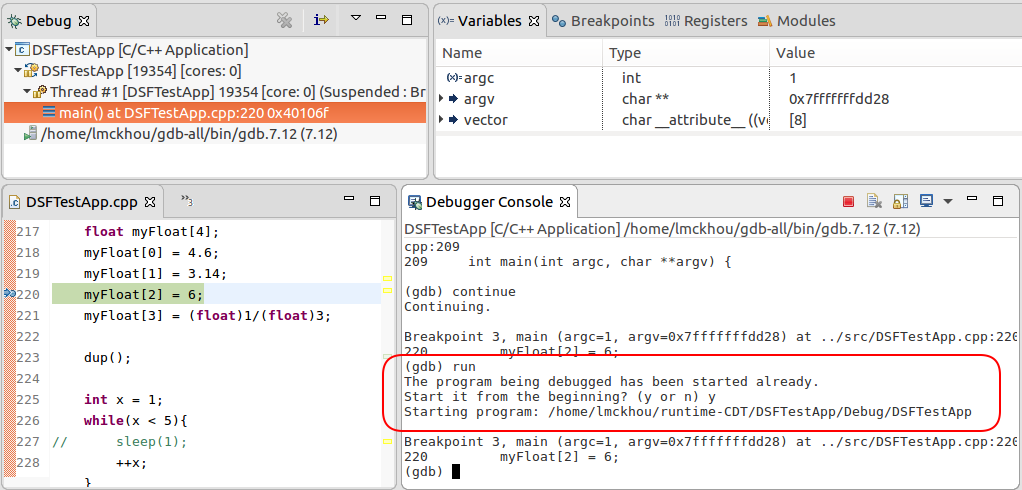 Debug
DSFTestApp [C/C++ Application]
DSFTestApp [19354] [cores: 0]
Thread #1 [DSFTestApp] 19354 [core: 0] (Suspended : Br
main() at DSFTestApp.cpp:220 0x40106f
/home/lmckhou/gdb-all/bin/gdb.7.12 (7.12)
(x)= Variables Breakpoints 1010 0101 Registers Modules
Name Type Value
(x)= argc int 1
argv char ** 0x7fffffffdd28
vector char __attribute__ ((ve [8]
DSFTestApp.cpp »3
217 float myFloat[4];
218 myFloat[0] = 4.6;
219 myFloat[1] = 3.14;
220 myFloat[2] = 6;
221 myFloat[3] = (float)1/(float)3;
222
223 dup();
224
225 int x = 1;
226 while(x < 5){
227 // sleep(1);
228 ++x;
}
Debugger Console
DSFTestApp [C/C++ Application] /home/lmckhou/gdb-all/bin/gdb.7.12 (7.12)
cpp:209
209 int main(int argc, char **argv) {
(gdb) continue
Continuing.
Breakpoint 3, main (argc=1, argv=0x7fffffffdd28) at ../src/DSFTestApp.cpp:220
220 myFloat[2] = 6;
(gdb) run
The program being debugged has been started already.
Start it from the beginning? (y or n) y
Starting program: /home/lmckhou/runtime-CDT/DSFTestApp/Debug/DSFTestApp
Breakpoint 3, main (argc=1, argv=0x7fffffffdd28) at ../src/DSFTestApp.cpp:220
220 myFloat[2] = 6;
(gdb)